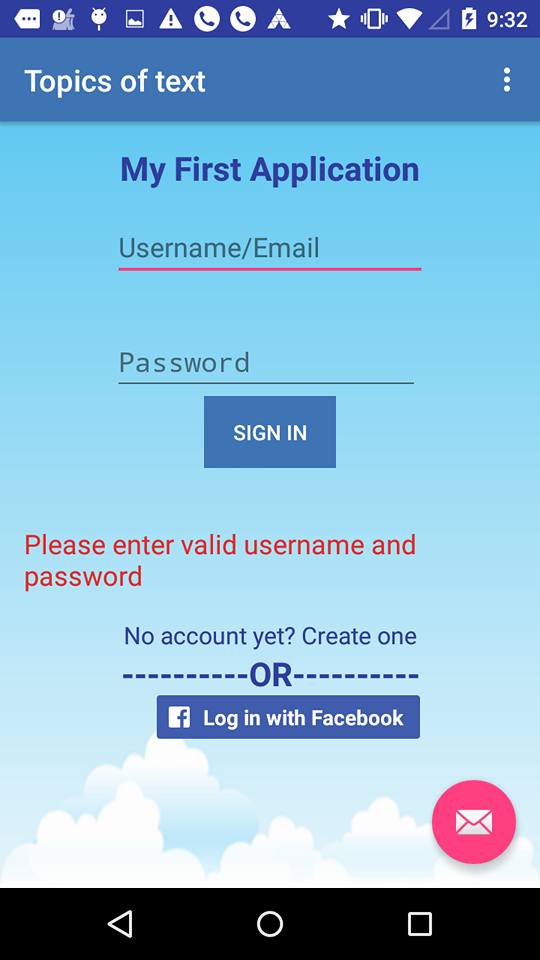 9:32
Topics of text
My First Application
Username/Email
Password
SIGN IN
Please enter valid username and
password
No account yet? Create one
----------OR----------
Log in with Facebook